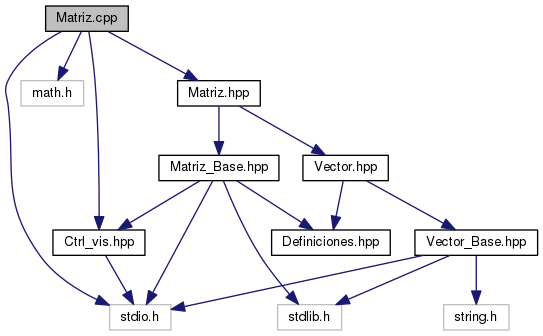 Matriz.cpp
math.h
Matriz.hpp
Matriz_Base.hpp
Vector.hpp
Ctrl_vis.hpp
Definiciones.hpp
Vector_Base.hpp
stdio.h
stdlib.h
string.h